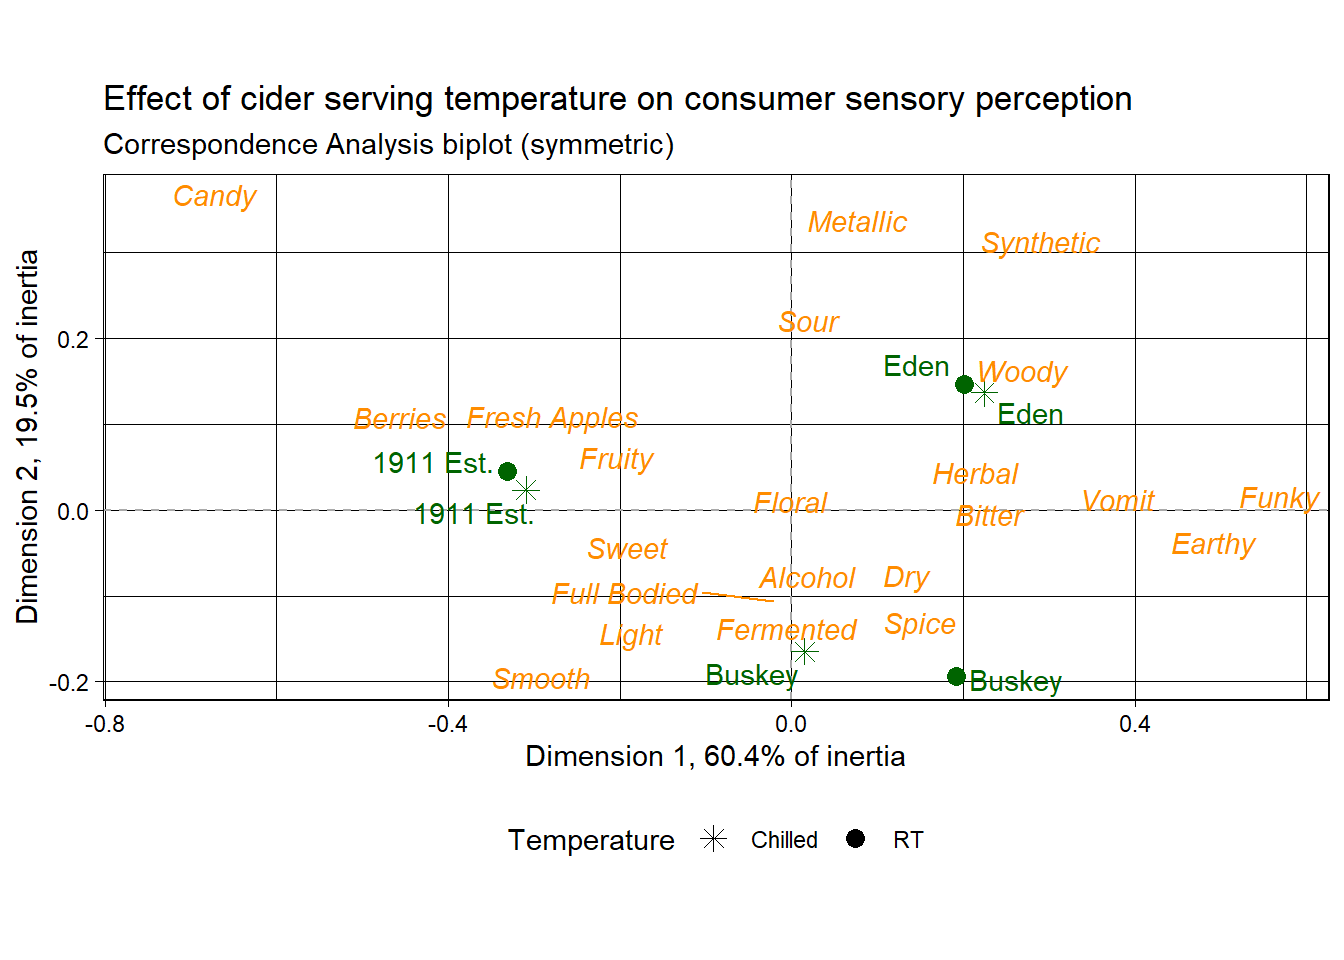 Effect of cider serving temperature on consumer sensory perception
Correspondence Analysis biplot (symmetric)
Candy
Metallic
Synthetic
Sour
Eden
Woody
Eden
Berries
Fresh Apples
1911 Est.
Fruity
Herbal
1911 Est.
Floral
Bitter
Vomit
Funky
Sweet
Earthy
Alcohol
Dry
Full Bodied
Light
Fermented
Spice
Smooth
Buskey
Buskey
0.2
0.0
-0.2
Dimension 2, 19.5% of inertia
-0.8
-0.4
0.0
0.4
Dimension 1, 60.4% of inertia
Temperature
Chilled
RT